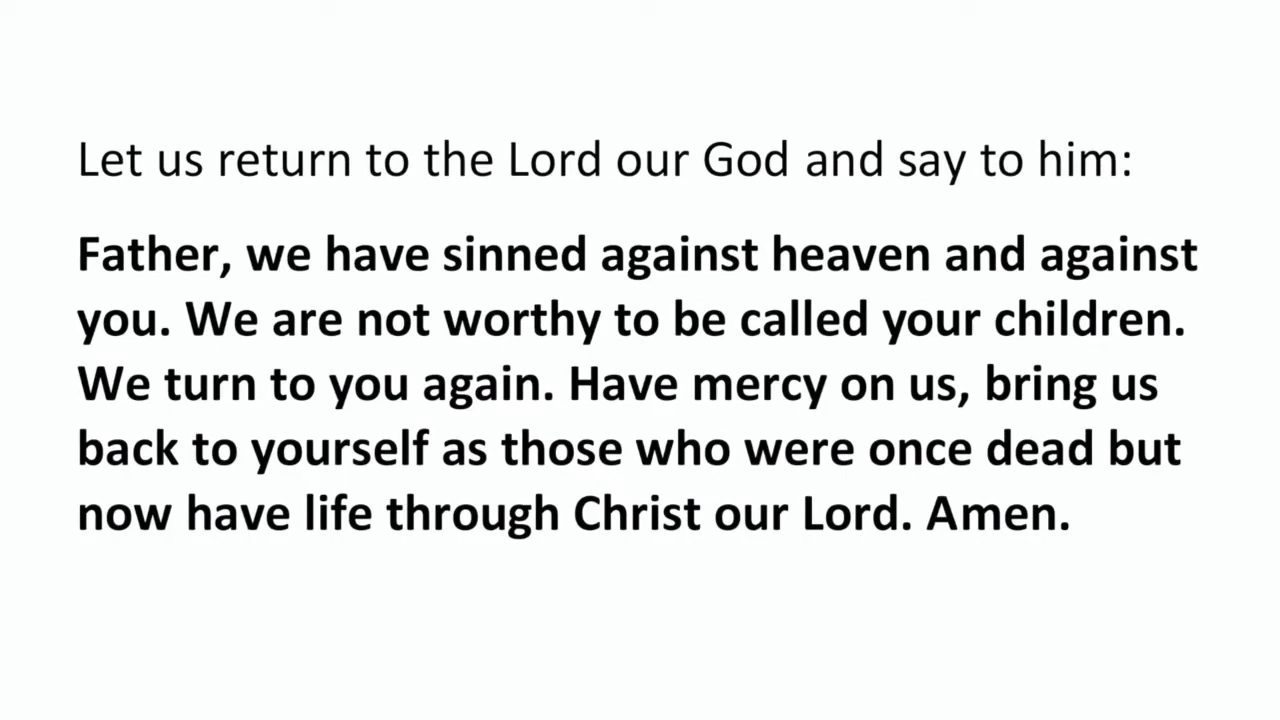 Let us return to the Lord our God and say to him:
Father, we have sinned against heaven and against
you. We are not worthy to be called your children.
We turn to you again. Have mercy on us, bring us
back to yourself as those who were once dead but
now have life through Christ our Lord. Amen.